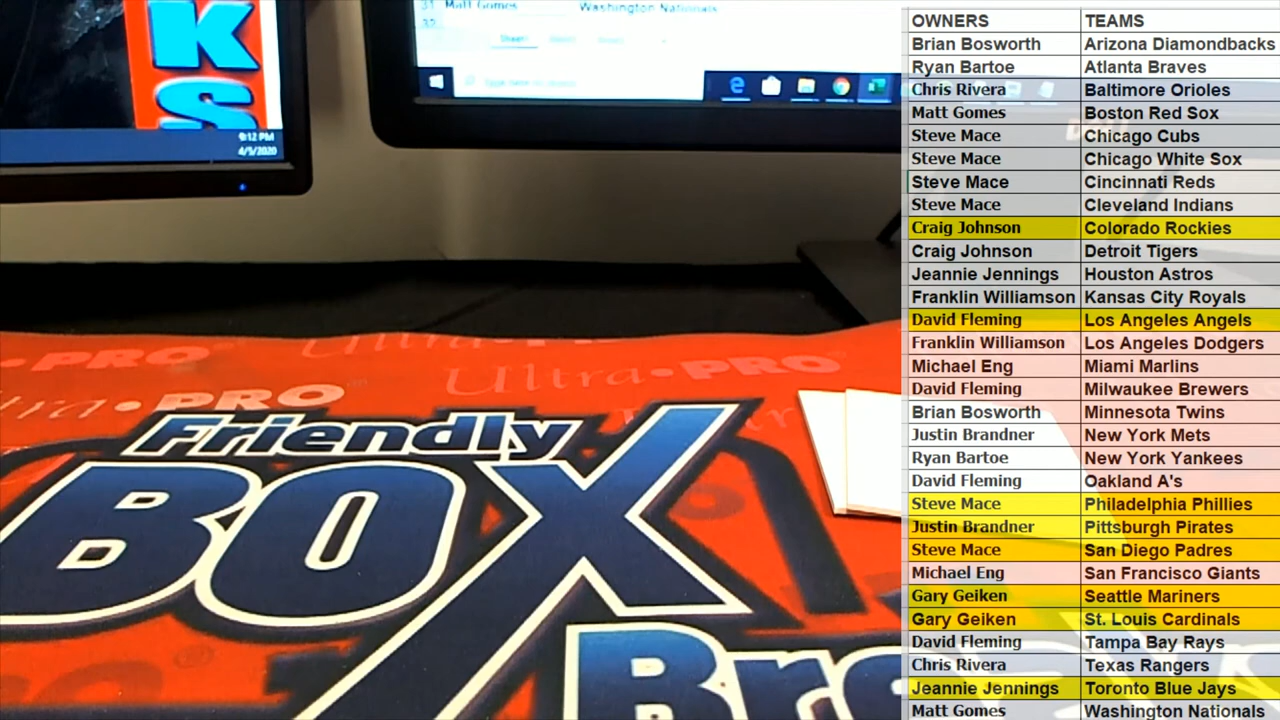 K
S
9:12 PM
4/5/2020
31 Matt Gomes Washington Nationals
32
Ultra•PRO
Ultra•PRO
Ultra•PRO
Friendly
BOX
Bre
OWNERS TEAMS
Brian Bosworth Arizona Diamondbacks
Ryan Bartoe Atlanta Braves
Chris Rivera Baltimore Orioles
Matt Gomes Boston Red Sox
Steve Mace Chicago Cubs
Steve Mace Chicago White Sox
Steve Mace Cincinnati Reds
Steve Mace Cleveland Indians
Craig Johnson Colorado Rockies
Craig Johnson Detroit Tigers
Jeannie Jennings Houston Astros
Franklin Williamson Kansas City Royals
David Fleming Los Angeles Angels
Franklin Williamson Los Angeles Dodgers
Michael Eng Miami Marlins
David Fleming Milwaukee Brewers
Brian Bosworth Minnesota Twins
Justin Brandner New York Mets
Ryan Bartoe New York Yankees
David Fleming Oakland A's
Steve Mace Philadelphia Phillies
Justin Brandner Pittsburgh Pirates
Steve Mace San Diego Padres
Michael Eng San Francisco Giants
Gary Geiken Seattle Mariners
Gary Geiken St. Louis Cardinals
David Fleming Tampa Bay Rays
Chris Rivera Texas Rangers
Jeannie Jennings Toronto Blue Jays
Matt Gomes Washington Nationals